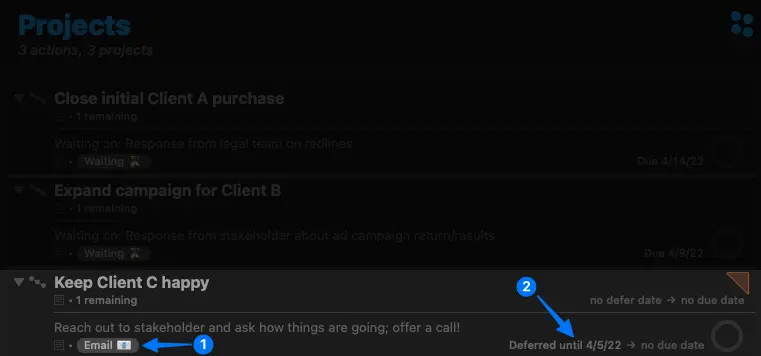 Projects
3 actions, 3 projects
Close initial Client A purchase
• 1 remaining
Waiting on: Response from legal team on redlines
• Waiting ⏳ Due 4/14/22
Expand campaign for Client B
• 1 remaining
Waiting on: Response from stakeholder about ad campaign return/results
• Waiting ⏳ Due 4/9/22
Keep Client C happy
• 1 remaining no defer date → no due date
Reach out to stakeholder and ask how things are going; offer a call!
• Email 📧 1 Deferred until 4/5/22 → no due date
2